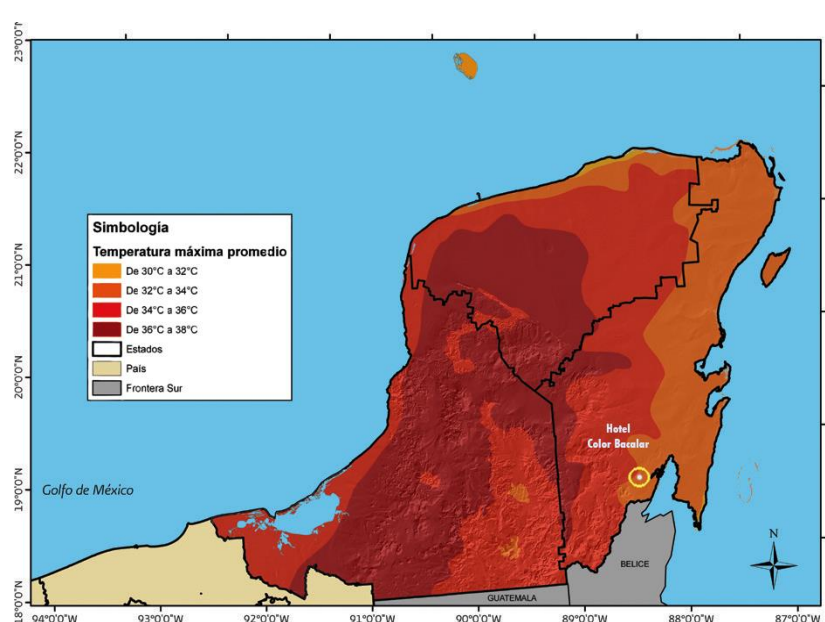 23°0'0"N
22°0'0"N
21°0'0"N
20°0'0"N
19°0'0"N
18°0'0"N
Simbología
Temperatura máxima promedio
De 30°C a 32°C
De 32°C a 34°C
De 34°C a 36°C
De 36°C a 38°C
Estados
País
Frontera Sur
Hotel
Color Bacalar
Golfo de México
N
BELICE
GUATEMALA
94°0'0"W 93°0'0"W 92°0'0"W 91°0'0"W 90°0'0"W 89°0'0"W 88°0'0"W 87°0'0"W